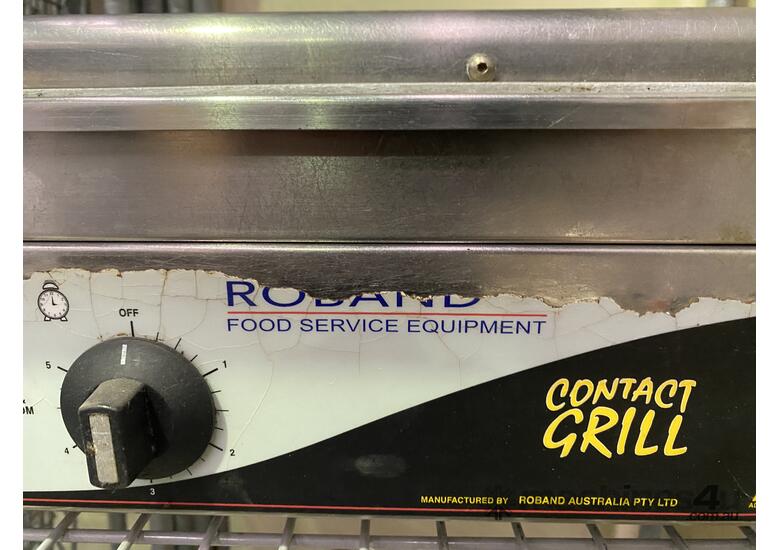 ROBAND
FOOD SERVICE EQUIPMENT
OFF
1
2
3
4
5
CONTACT
GRILL
MANUFACTURED BY ROBAND AUSTRALIA PTY LTD